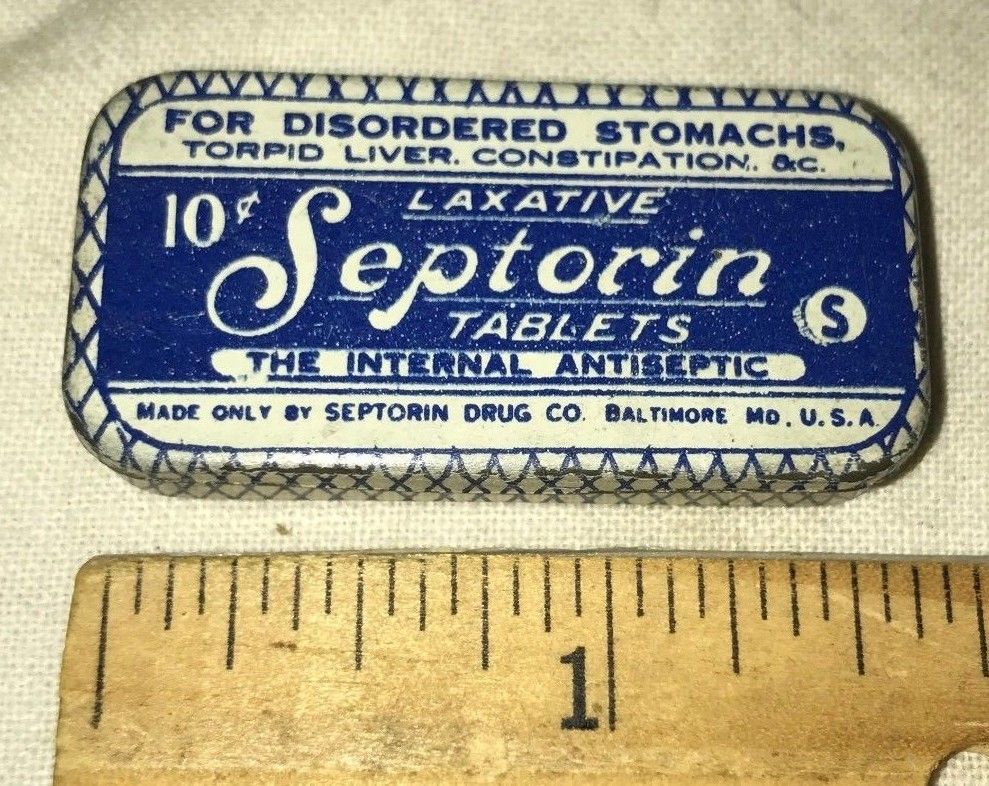 FOR DISORDERED STOMACHS,
TORPID LIVER. CONSTIPATION, &C.
10¢
LAXATIVE
Septorin
TABLETS
S
THE INTERNAL ANTISEPTIC
MADE ONLY BY SEPTORIN DRUG CO. BALTIMORE MD. U.S.A.
1